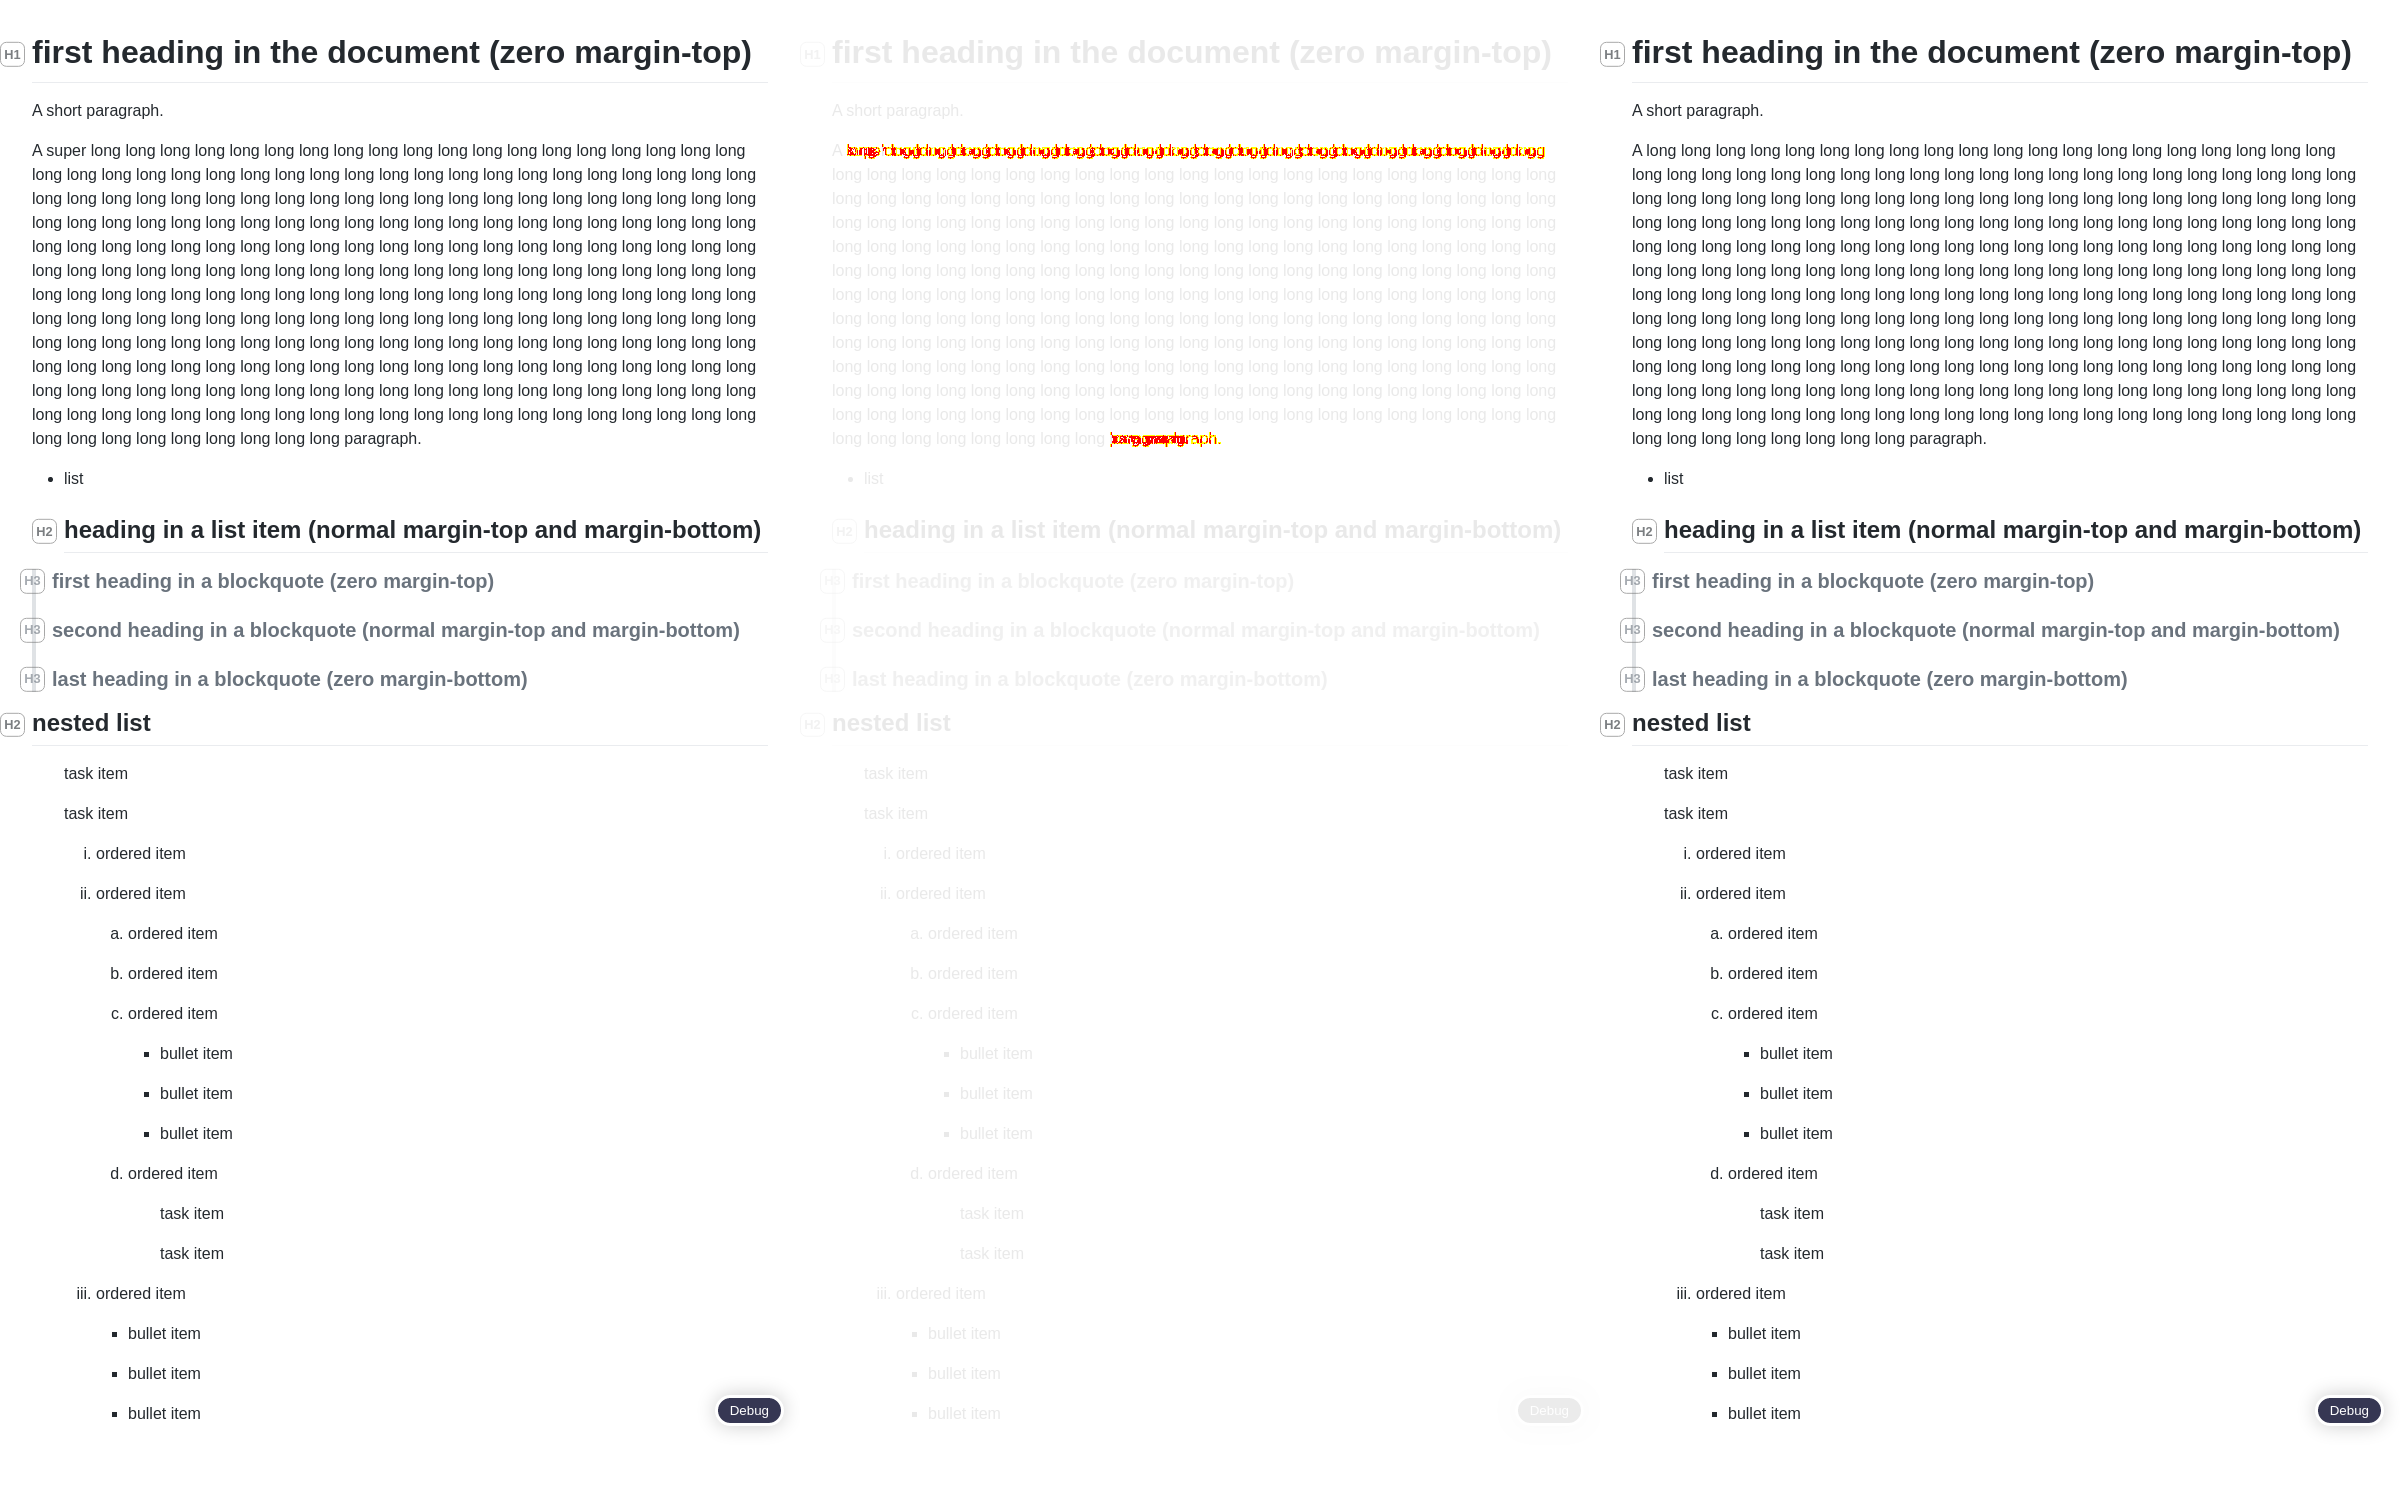 H1 first heading in the document (zero margin-top)
A short paragraph.
A super long long long long long long long long long long long long long long long long long long long
long long long long long long long long long long long long long long long long long long long long long
long long long long long long long long long long long long long long long long long long long long long
long long long long long long long long long long long long long long long long long long long long long
long long long long long long long long long long long long long long long long long long long long long
long long long long long long long long long long long long long long long long long long long long long
long long long long long long long long long long long long long long long long long long long long long
long long long long long long long long long long long long long long long long long long long long long
long long long long long long long long long long long long long long long long long long long long long
long long long long long long long long long long long long long long long long long long long long long
long long long long long long long long long long long long long long long long long long long long long
long long long long long long long long long long long long long long long long long long long long long
long long long long long long long long long paragraph.
• list
H2 heading in a list item (normal margin-top and margin-bottom)
H3 first heading in a blockquote (zero margin-top)
H3 second heading in a blockquote (normal margin-top and margin-bottom)
H3 last heading in a blockquote (zero margin-bottom)
H2 nested list
task item
task item
i. ordered item
ii. ordered item
a. ordered item
b. ordered item
c. ordered item
▪ bullet item
▪ bullet item
▪ bullet item
d. ordered item
task item
task item
iii. ordered item
▪ bullet item
▪ bullet item
▪ bullet item
Debug
H1 first heading in the document (zero margin-top)
A short paragraph.
A
long long long long long long long long long long long long long long long long long long long long long
long long long long long long long long long long long long long long long long long long long long long
long long long long long long long long long long long long long long long long long long long long long
long long long long long long long long long long long long long long long long long long long long long
long long long long long long long long long long long long long long long long long long long long long
long long long long long long long long long long long long long long long long long long long long long
long long long long long long long long long long long long long long long long long long long long long
long long long long long long long long long long long long long long long long long long long long long
long long long long long long long long long long long long long long long long long long long long long
long long long long long long long long long long long long long long long long long long long long long
long long long long long long long long long long long long long long long long long long long long long
long long long long long long long long
• list
H2 heading in a list item (normal margin-top and margin-bottom)
H3 first heading in a blockquote (zero margin-top)
H3 second heading in a blockquote (normal margin-top and margin-bottom)
H3 last heading in a blockquote (zero margin-bottom)
H2 nested list
task item
task item
i. ordered item
ii. ordered item
a. ordered item
b. ordered item
c. ordered item
▪ bullet item
▪ bullet item
▪ bullet item
d. ordered item
task item
task item
iii. ordered item
▪ bullet item
▪ bullet item
▪ bullet item
Debug
H1 first heading in the document (zero margin-top)
A short paragraph.
A long long long long long long long long long long long long long long long long long long long long
long long long long long long long long long long long long long long long long long long long long long
long long long long long long long long long long long long long long long long long long long long long
long long long long long long long long long long long long long long long long long long long long long
long long long long long long long long long long long long long long long long long long long long long
long long long long long long long long long long long long long long long long long long long long long
long long long long long long long long long long long long long long long long long long long long long
long long long long long long long long long long long long long long long long long long long long long
long long long long long long long long long long long long long long long long long long long long long
long long long long long long long long long long long long long long long long long long long long long
long long long long long long long long long long long long long long long long long long long long long
long long long long long long long long long long long long long long long long long long long long long
long long long long long long long long paragraph.
• list
H2 heading in a list item (normal margin-top and margin-bottom)
H3 first heading in a blockquote (zero margin-top)
H3 second heading in a blockquote (normal margin-top and margin-bottom)
H3 last heading in a blockquote (zero margin-bottom)
H2 nested list
task item
task item
i. ordered item
ii. ordered item
a. ordered item
b. ordered item
c. ordered item
▪ bullet item
▪ bullet item
▪ bullet item
d. ordered item
task item
task item
iii. ordered item
▪ bullet item
▪ bullet item
▪ bullet item
Debug